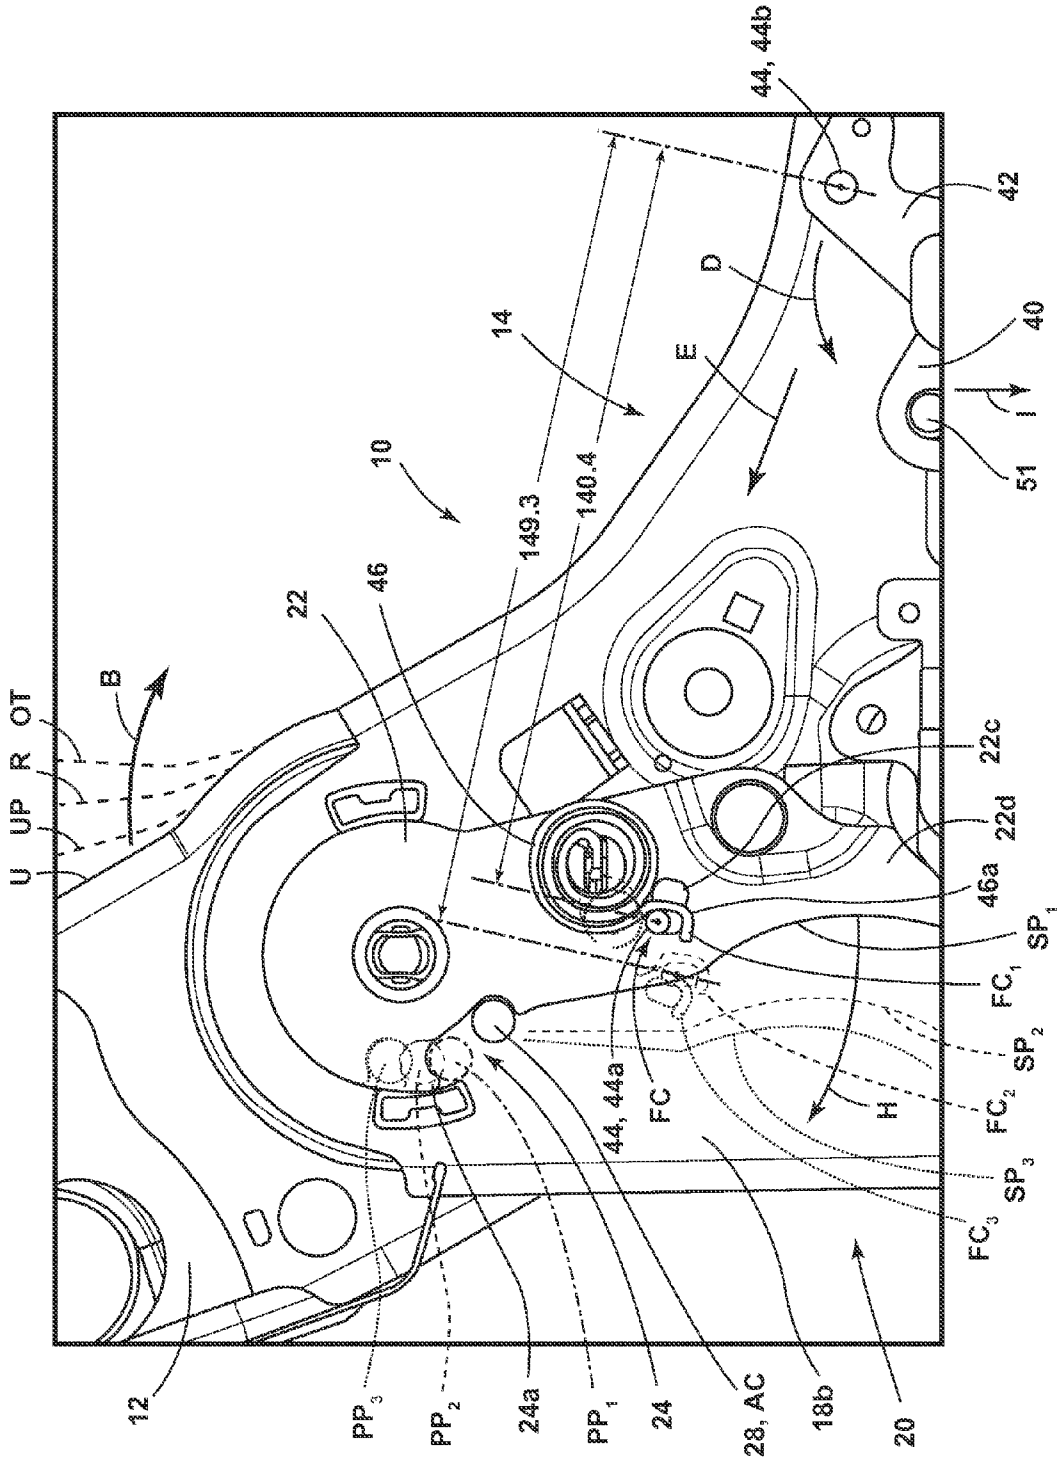 44, 44b
42
40
I
51
D
E
14
10
149.3
140.4
46
22
B
OT
R
UP
U
22c
22d
46a
SP1
FC1
SP2
FC2
H
SP3
FC3
44, 44a
FC
20
18b
28, AC
24
PP1
24a
PP2
PP3
12